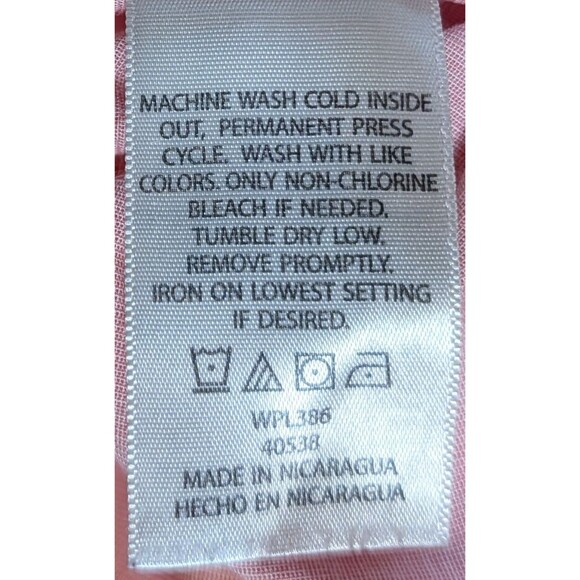 MACHINE WASH COLD INSIDE
OUT, PERMANENT PRESS
CYCLE. WASH WITH LIKE
COLORS. ONLY NON-CHLORINE
BLEACH IF NEEDED.
TUMBLE DRY LOW.
REMOVE PROMPTLY.
IRON ON LOWEST SETTING
IF DESIRED.
WPL386
40538
MADE IN NICARAGUA
HECHO EN NICARAGUA